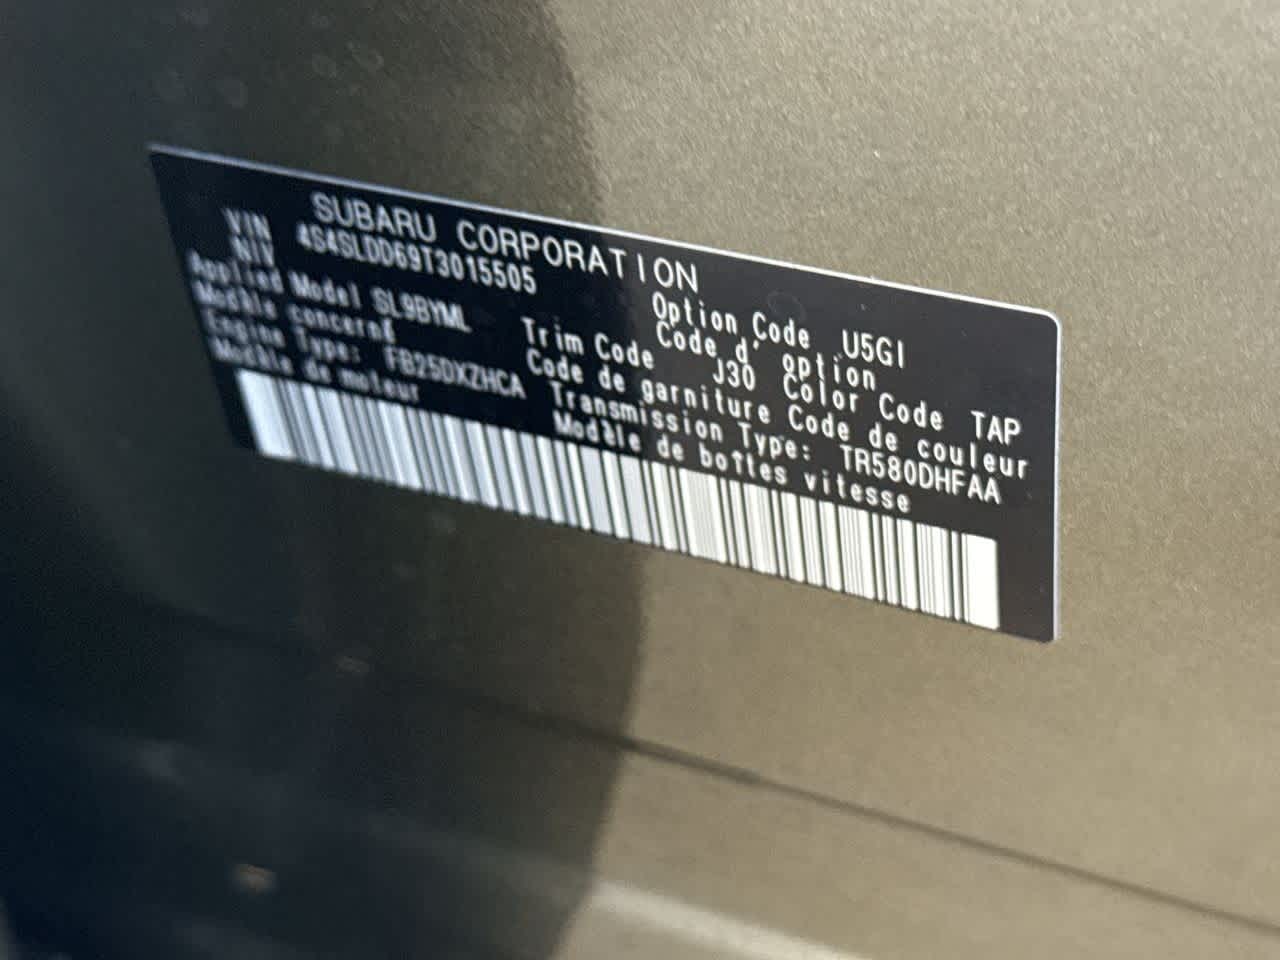 SUBARU CORPORATION
VIN 4S4SLDD69T3015505
NIV
Option Code U5GI
Code d' option
Applied Model SL9BYML
Modèle concerné
Trim Code J30
Code de garniture
Color Code TAP
Code de couleur
Engine Type: FB25DXZHCA
Modèle de moteur
Transmission Type: TR580DHFAA
Modèle de boîtes vitesse